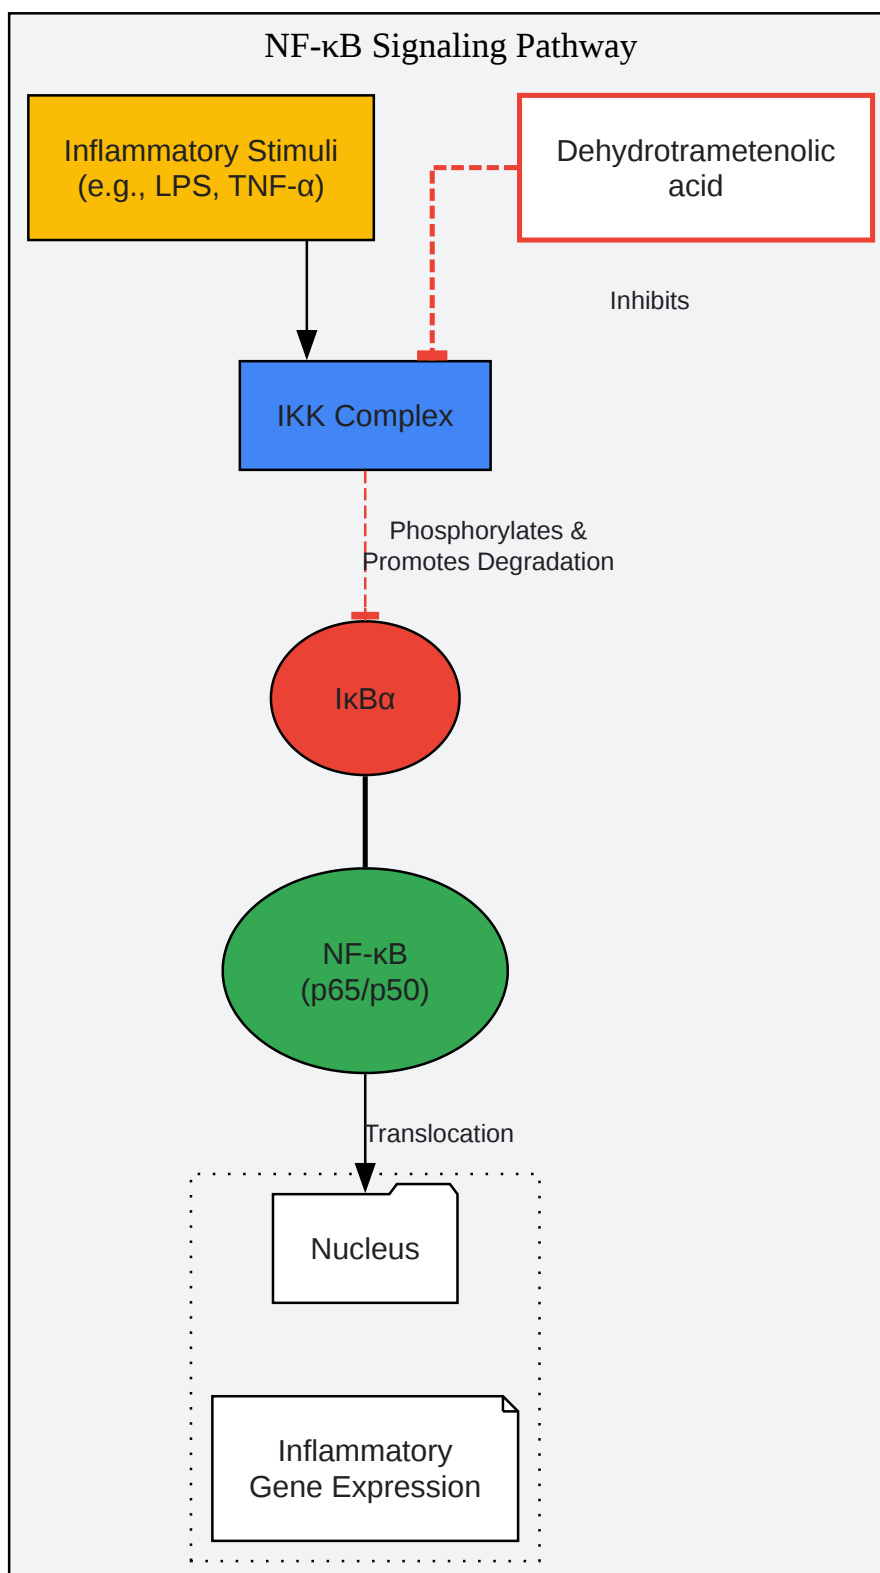 NF-κB Signaling Pathway
Inflammatory Stimuli
(e.g., LPS, TNF-α)
Dehydrotrametenolic
acid
Inhibits
IKK Complex
Phosphorylates &
Promotes Degradation
IκBα
NF-κB
(p65/p50)
Translocation
Nucleus
Inflammatory
Gene Expression